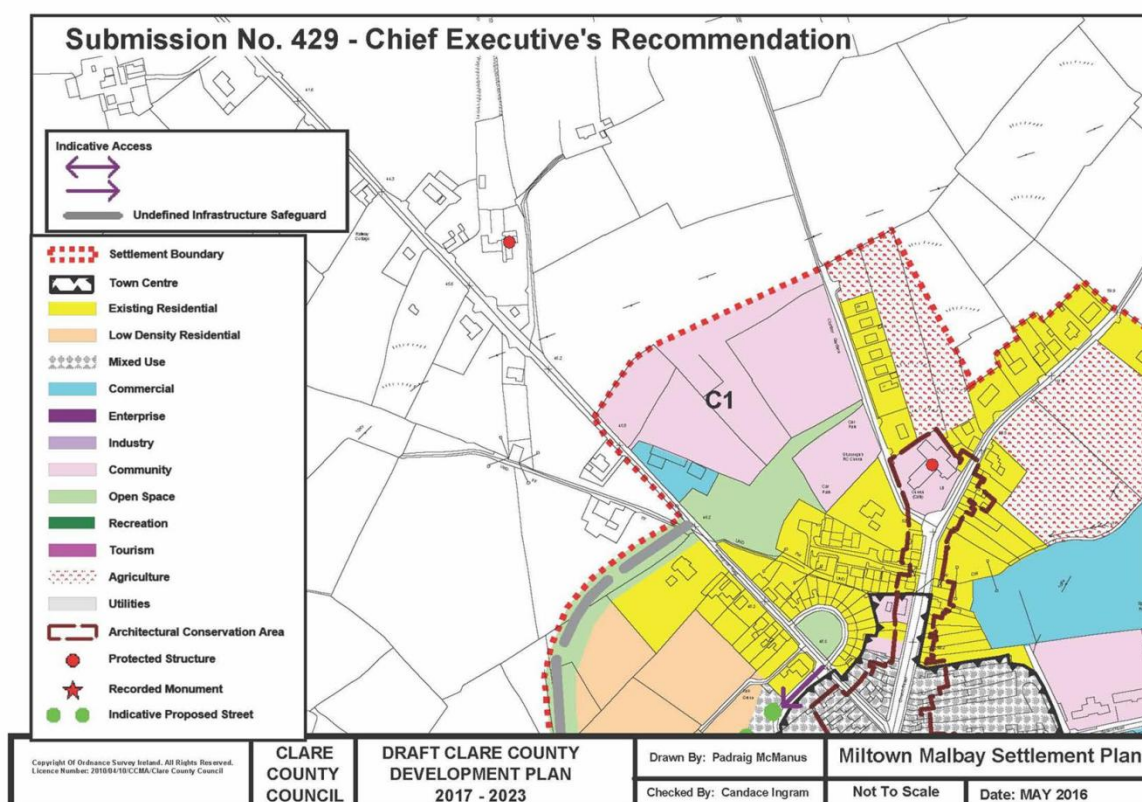 Submission No. 429 - Chief Executive's Recommendation
Indicative Access
Undefined Infrastructure Safeguard
Settlement Boundary
Town Centre
Existing Residential
Low Density Residential
Mixed Use
Commercial
Enterprise
Industry
Community
Open Space
Recreation
Tourism
Agriculture
Utilities
Architectural Conservation Area
Protected Structure
Recorded Monument
Indicative Proposed Street
C1
Car
Park
Car
Park
Copyright Of Ordnance Survey Ireland. All Rights Reserved.
Licence Number: 2010/04/10/CCMA/Clare County Council
CLARE
COUNTY
COUNCIL
DRAFT CLARE COUNTY
DEVELOPMENT PLAN
2017 - 2023
Drawn By: Padraig McManus
Checked By: Candace Ingram
Miltown Malbay Settlement Plan
Not To Scale
Date: MAY 2016